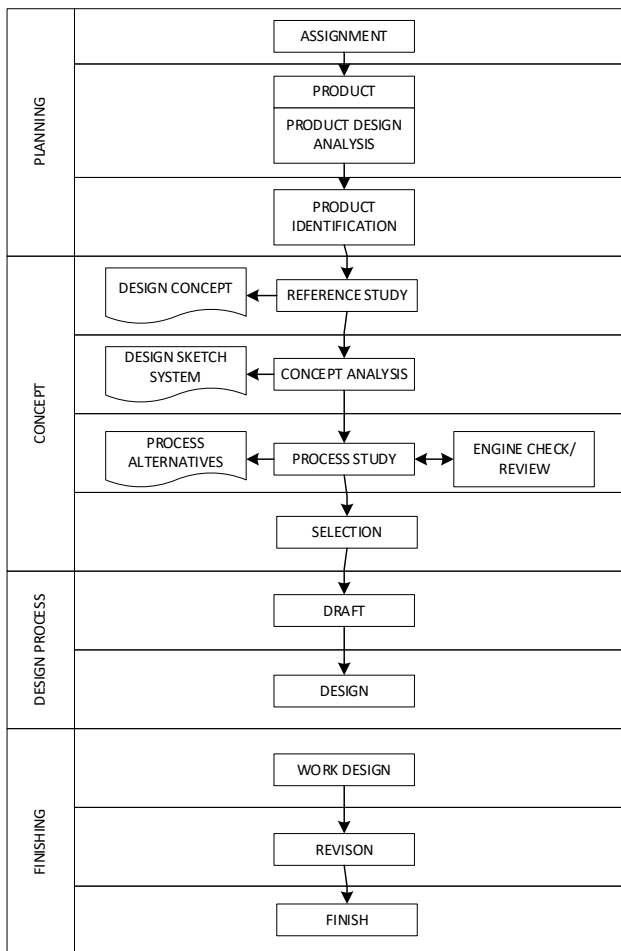 PLANNING
ASSIGNMENT
PRODUCT
PRODUCT DESIGN
ANALYSIS
PRODUCT
IDENTIFICATION
CONCEPT
DESIGN CONCEPT
REFERENCE STUDY
DESIGN SKETCH
SYSTEM
CONCEPT ANALYSIS
PROCESS
ALTERNATIVES
PROCESS STUDY
ENGINE CHECK/
REVIEW
SELECTION
DESIGN PROCESS
DRAFT
DESIGN
FINISHING
WORK DESIGN
REVISON
FINISH